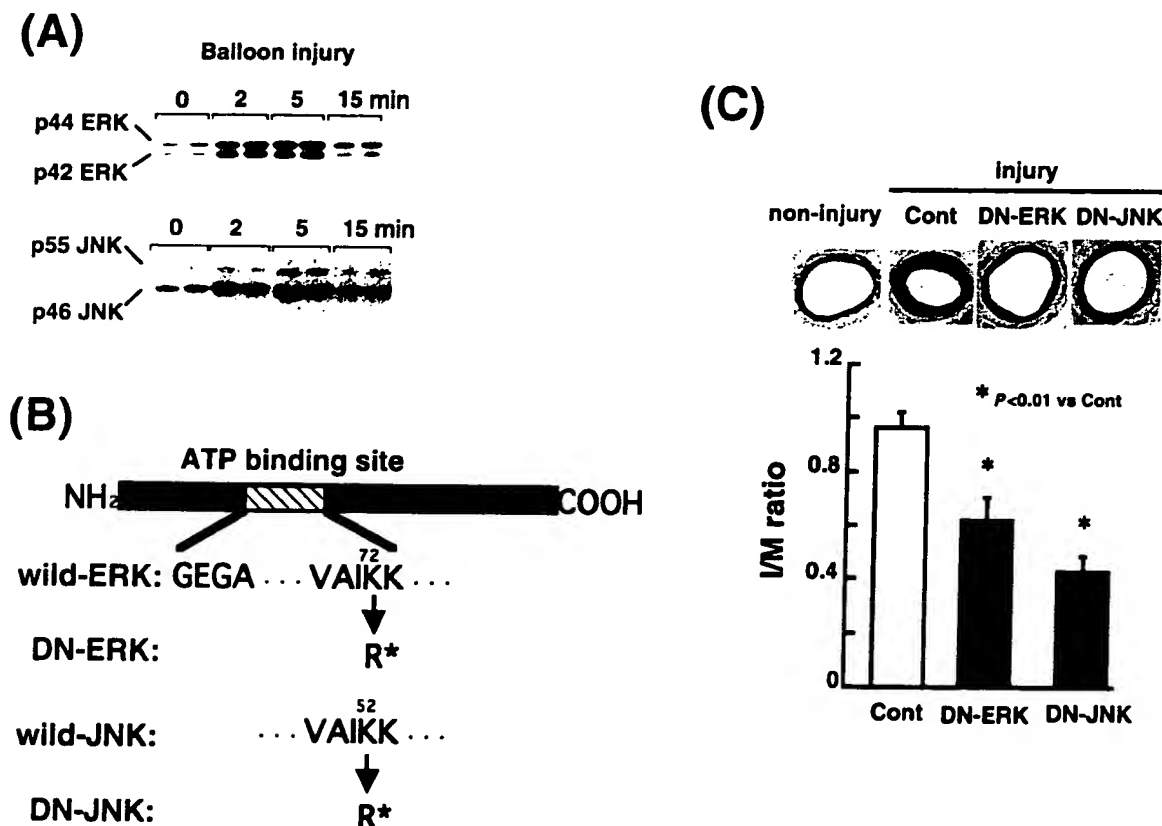 (A)
Balloon injury
0 2 5 15 min
p44 ERK
p42 ERK
0 2 5 15 min
p55 JNK
p46 JNK
(B)
ATP binding site
NH2 COOH
72
wild-ERK: GEGA ... VAIKK ...
DN-ERK: R*
52
wild-JNK: ... VAIKK ...
DN-JNK: R*
(C)
injury
non-injury Cont DN-ERK DN-JNK
1.2
* P<0.01 vs Cont
0.8
*
*
I/M ratio
0.4
0
Cont DN-ERK DN-JNK